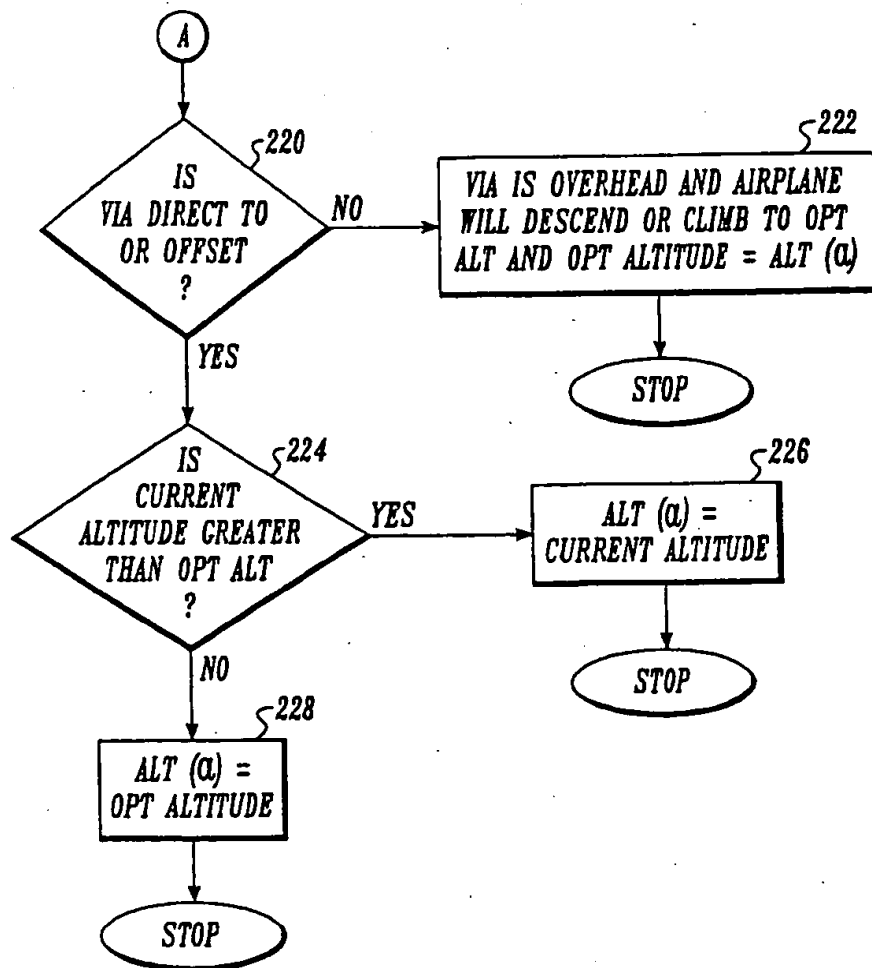 A
220
IS
VIA DIRECT TO
OR OFFSET
?
NO
222
VIA IS OVERHEAD AND AIRPLANE
WILL DESCEND OR CLIMB TO OPT
ALT AND OPT ALTITUDE = ALT (a)
STOP
YES
224
IS
CURRENT
ALTITUDE GREATER
THAN OPT ALT
?
YES
226
ALT (a) =
CURRENT ALTITUDE
STOP
NO
228
ALT (a) =
OPT ALTITUDE
STOP